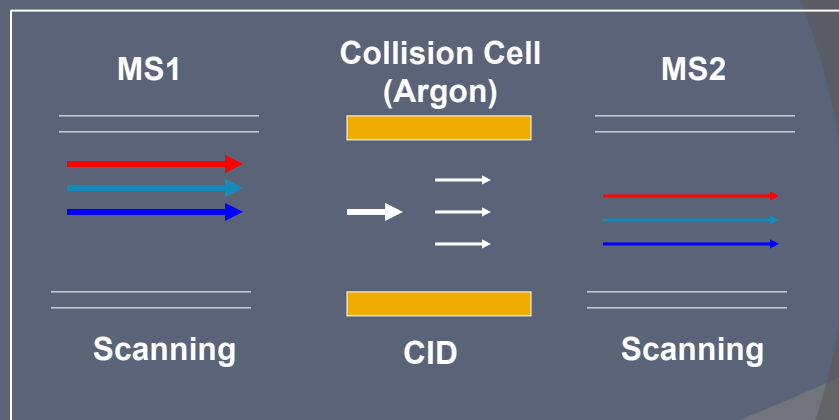 MS1
Collision Cell
(Argon)
MS2
Scanning
CID
Scanning